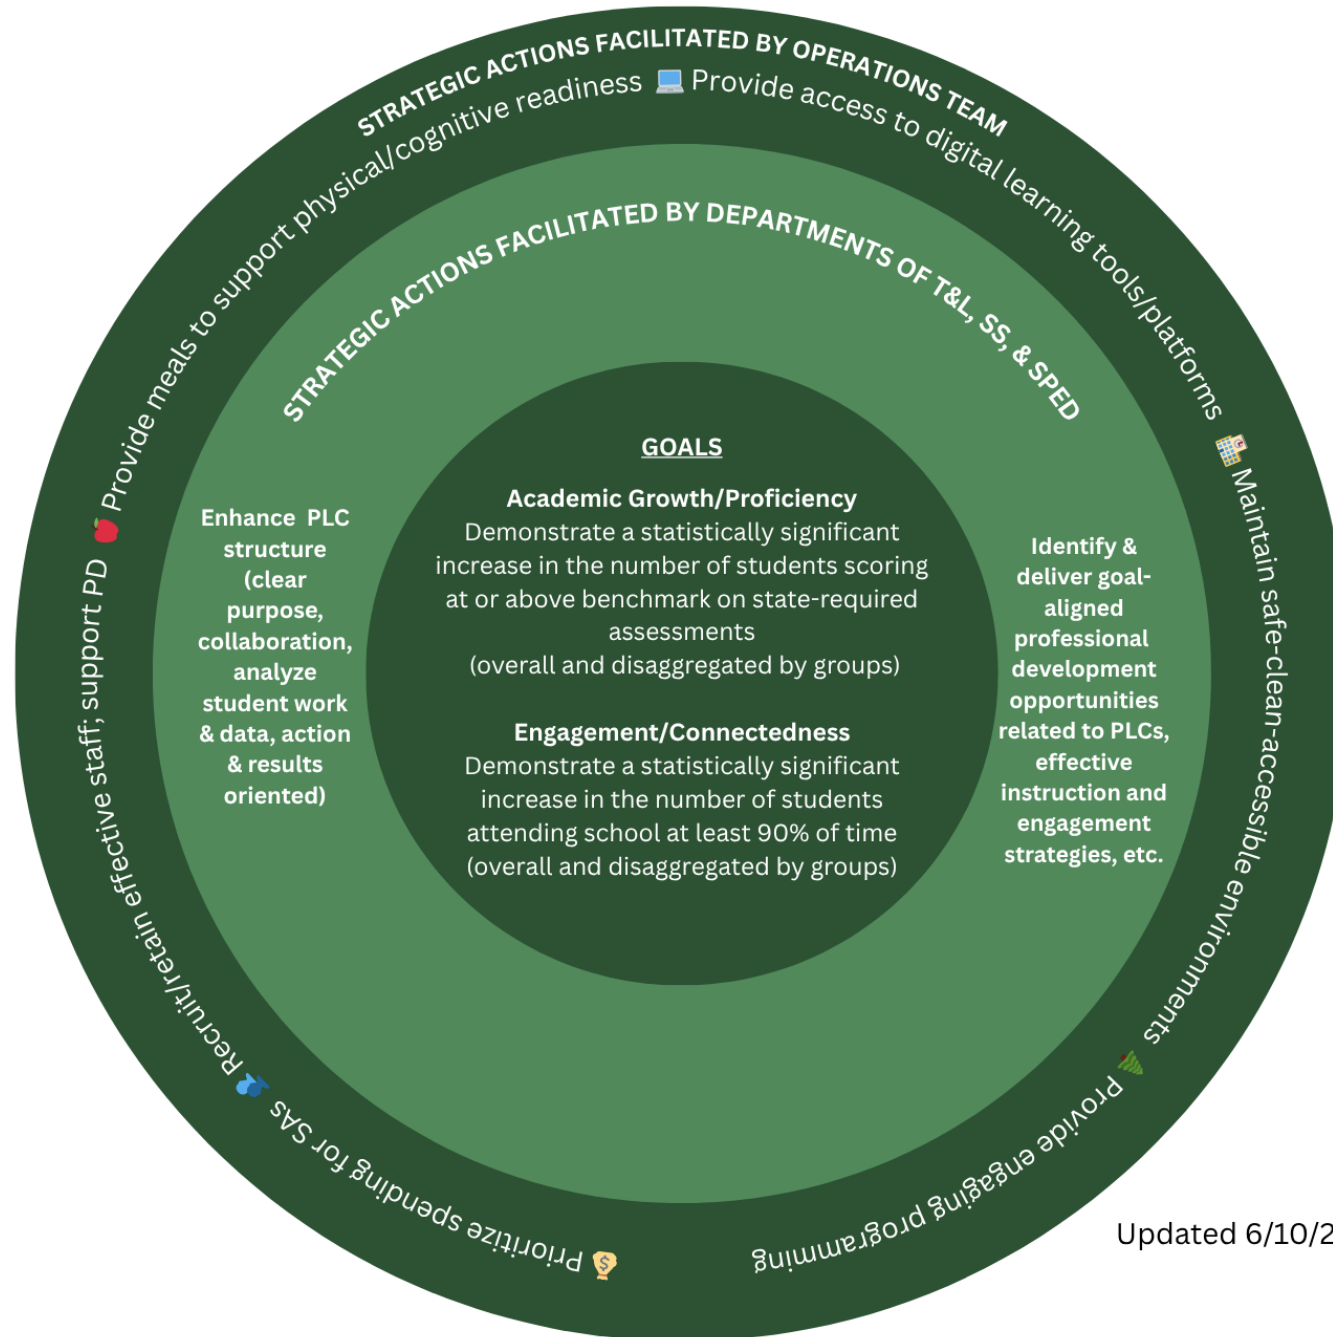 STRATEGIC ACTIONS FACILITATED BY OPERATIONS TEAM
Provide meals to support physical/cognitive readiness
Provide access to digital learning tools/platforms
Maintain safe-clean-accessible environments
Provide engaging programming
Prioritize spending for SAs
Recruit/retain effective staff; support PD
STRATEGIC ACTIONS FACILITATED BY DEPARTMENTS OF T&L, SS, & SPED
Enhance PLC
structure
(clear
purpose,
collaboration,
analyze
student work
& data, action
& results
oriented)
GOALS
Academic Growth/Proficiency
Demonstrate a statistically significant
increase in the number of students scoring
at or above benchmark on state-required
assessments
(overall and disaggregated by groups)
Engagement/Connectedness
Demonstrate a statistically significant
increase in the number of students
attending school at least 90% of time
(overall and disaggregated by groups)
Identify &
deliver goal-
aligned
professional
development
opportunities
related to PLCs,
effective
instruction and
engagement
strategies, etc.
Updated 6/10/2